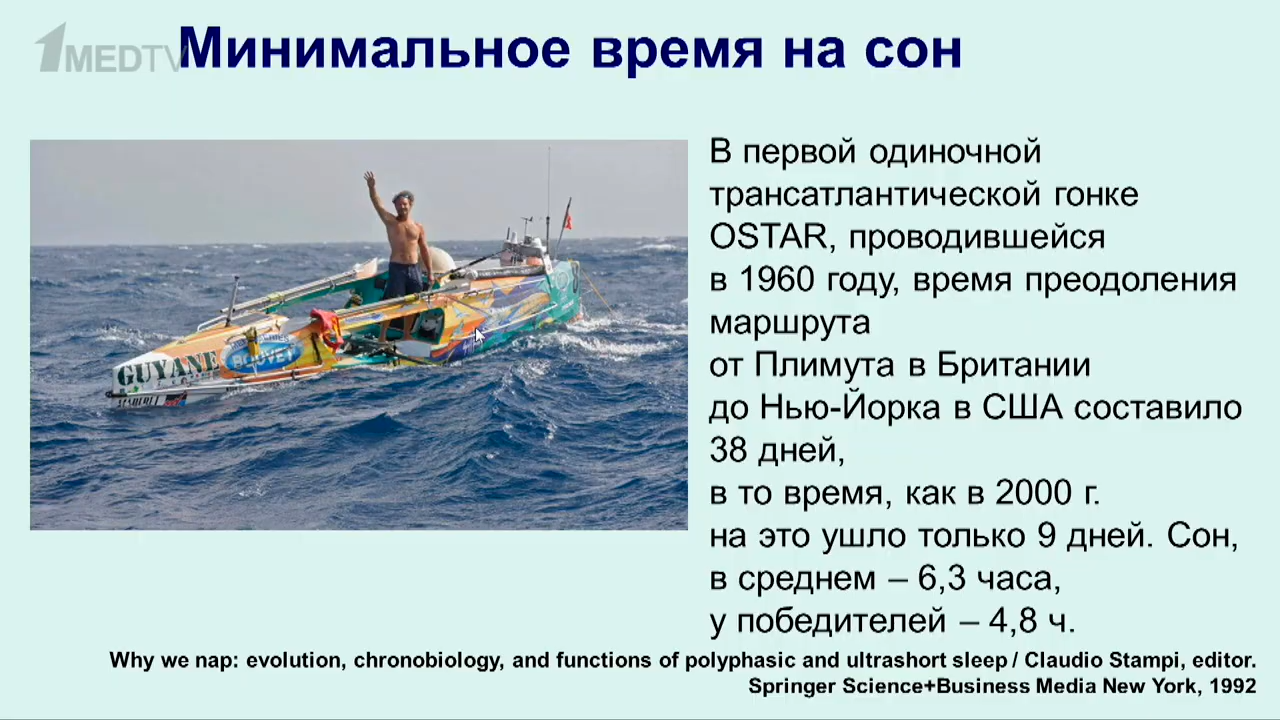 1MEDTV
Минимальное время на сон
В первой одиночной
трансатлантической гонке
OSTAR, проводившейся
в 1960 году, время преодоления
маршрута
от Плимута в Британии
до Нью-Йорка в США составило
38 дней,
в то время, как в 2000 г.
на это ушло только 9 дней. Сон,
в среднем – 6,3 часа,
у победителей – 4,8 ч.
GUYANE
BOUVET
Why we nap: evolution, chronobiology, and functions of polyphasic and ultrashort sleep / Claudio Stampi, editor.
Springer Science+Business Media New York, 1992